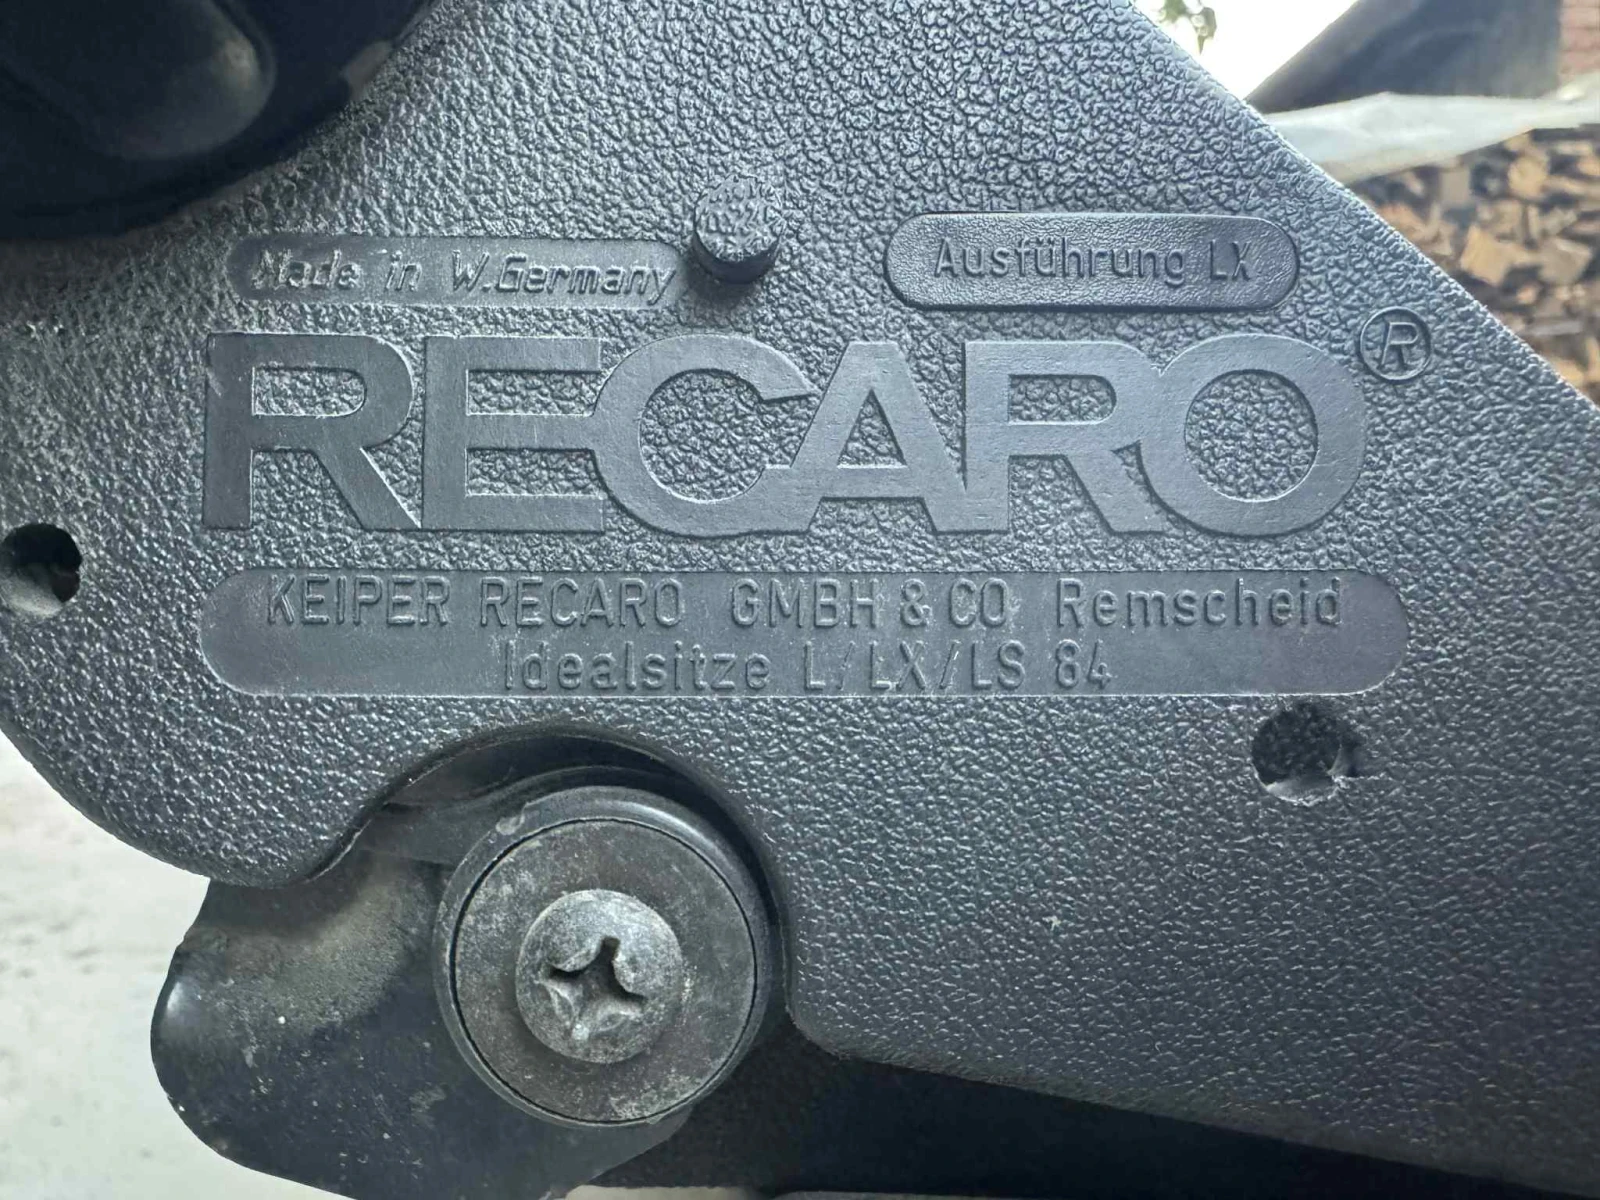 Made in W.Germany
Ausführung LX
RECARO ®
KEIPER RECARO GMBH & CO Remscheid
Idealsitze L/LX/LS 84